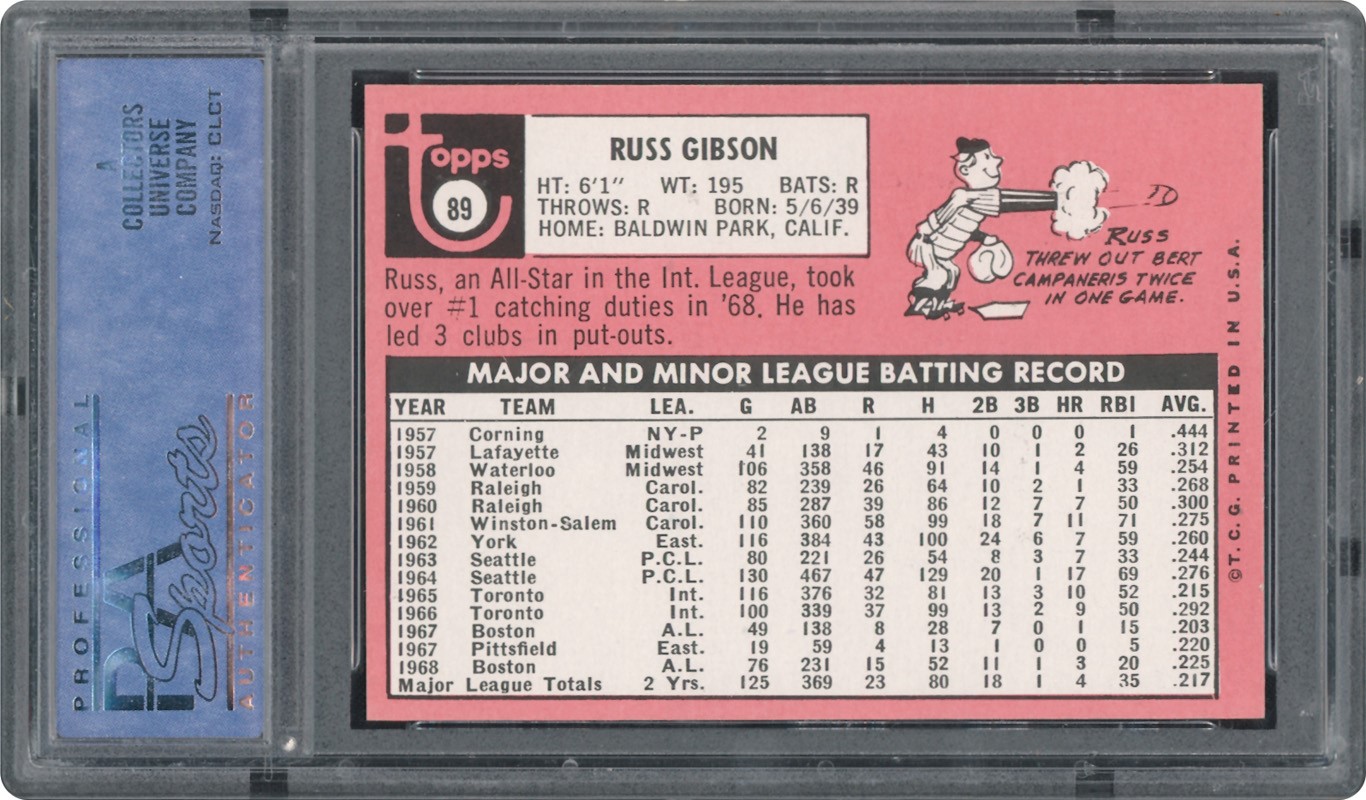 A
COLLECTORS
UNIVERSE
COMPANY
NASDAQ: CLCT
PROFESSIONAL
PSA
Sports
AUTHENTICATOR
topps
89
RUSS GIBSON
HT: 6'1" WT: 195 BATS: R
THROWS: R BORN: 5/6/39
HOME: BALDWIN PARK, CALIF.
Russ, an All-Star in the Int. League, took
over #1 catching duties in '68. He has
led 3 clubs in put-outs.
RUSS
THREW OUT BERT
CAMPANERIS TWICE
IN ONE GAME.
MAJOR AND MINOR LEAGUE BATTING RECORD
YEAR TEAM LEA. G AB R H 2B 3B HR RBI AVG.
1957 Corning NY-P 2 9 1 4 0 0 0 1 .444
1957 Lafayette Midwest 41 138 17 43 10 1 2 26 .312
1958 Waterloo Midwest 106 358 46 91 14 1 4 59 .254
1959 Raleigh Carol. 82 239 26 64 10 2 1 33 .268
1960 Raleigh Carol. 85 287 39 86 12 7 7 50 .300
1961 Winston-Salem Carol. 110 360 58 99 18 7 11 71 .275
1962 York East. 116 384 43 100 24 6 7 59 .260
1963 Seattle P.C.L. 80 221 26 54 8 3 7 33 .244
1964 Seattle P.C.L. 130 467 47 129 20 1 17 69 .276
1965 Toronto Int. 116 376 32 81 13 3 10 52 .215
1966 Toronto Int. 100 339 37 99 13 2 9 50 .292
1967 Boston A.L. 49 138 8 28 7 0 1 15 .203
1967 Pittsfield East. 19 59 4 13 1 0 0 5 .220
1968 Boston A.L. 76 231 15 52 11 1 3 20 .225
Major League Totals 2 Yrs. 125 369 23 80 18 1 4 35 .217
©T.C.G. PRINTED IN U.S.A.